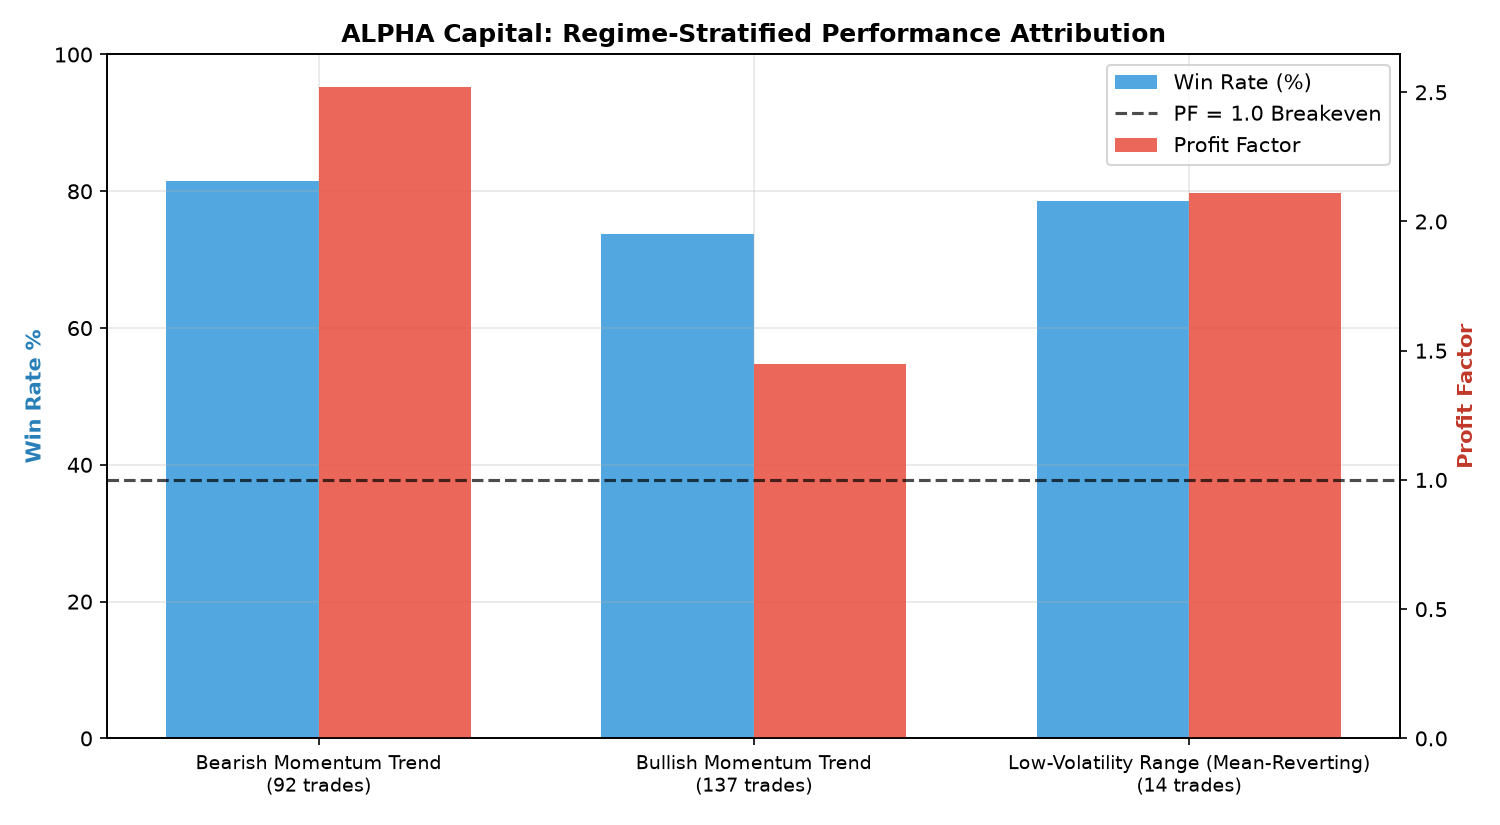 ALPHA Capital: Regime-Stratified Performance Attribution
Win Rate %
100
80
60
40
20
0
Win Rate (%)
PF = 1.0 Breakeven
Profit Factor
2.5
2.0
1.5
1.0
0.5
0.0
Profit Factor
Bearish Momentum Trend
(92 trades)
Bullish Momentum Trend
(137 trades)
Low-Volatility Range (Mean-Reverting)
(14 trades)